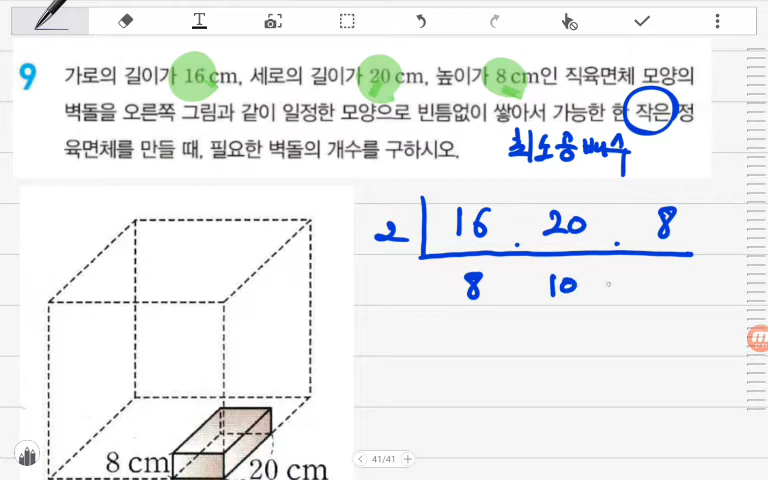 T
9 가로의 길이가 16 cm, 세로의 길이가 20 cm, 높이가 8 cm인 직육면체 모양의
벽돌을 오른쪽 그림과 같이 일정한 모양으로 빈틈없이 쌓아서 가능한 한 작은 정
육면체를 만들 때, 필요한 벽돌의 개수를 구하시오.
최소공배수
2 16 . 20 . 8
8 10
8 cm
20 cm
41/41